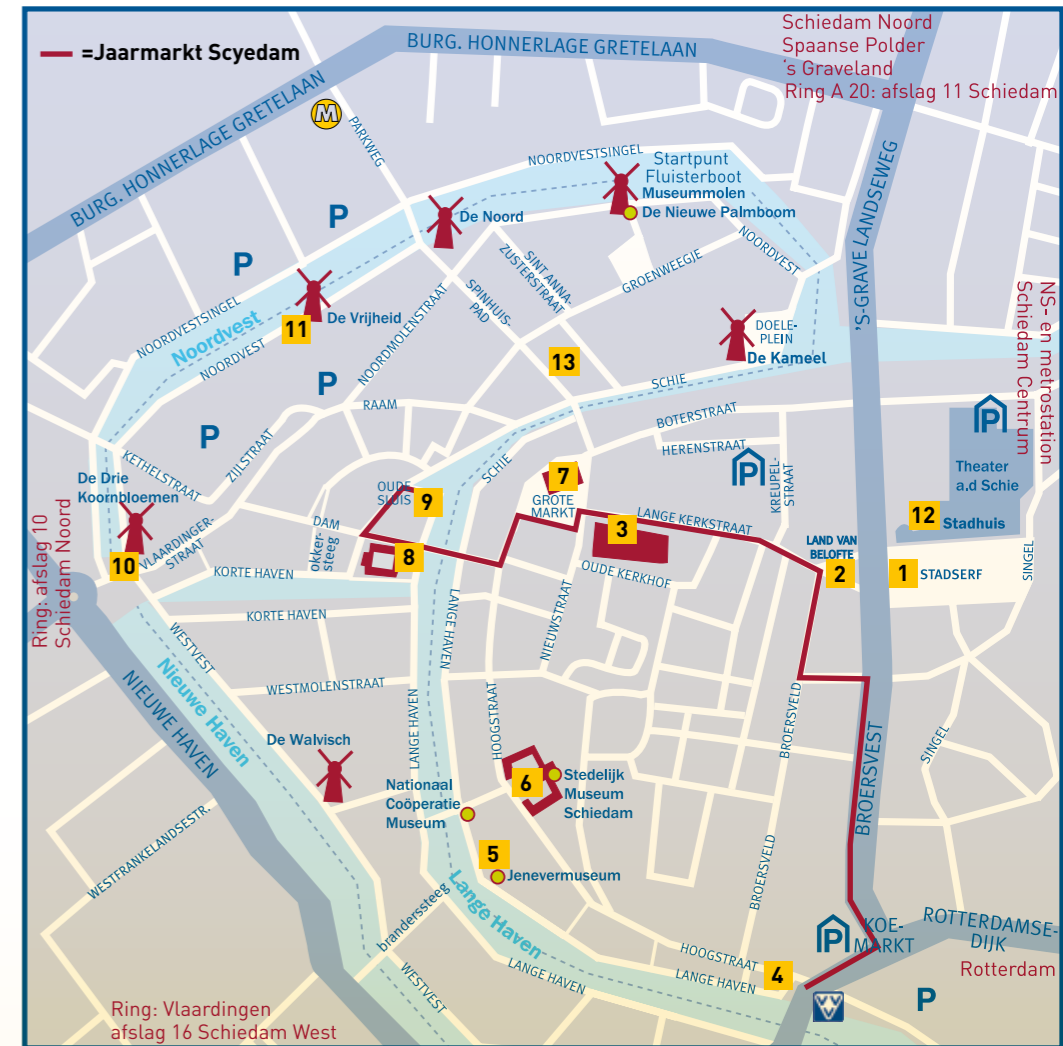 =Jaarmarkt Scyedam
BURG. HONNERLAGE GRETELAAN
Schiedam Noord
Spaanse Polder
's Graveland
Ring A 20: afslag 11 Schiedam
BURG. HONNERLAGE GRETELAAN
M
PARKWEG
NOORDVESTSINGEL
Startpunt
Fluisterboot
Museummolen
De Nieuwe Palmboom
'S-GRAVE LANDSEWEG
P
De Noord
NOORDVEST
P
SINT ANNA-
ZUSTERSTRAAT
GROENWEEGJE
SPINHUIS-
PAD
NS- en metrostation
Schiedam Centrum
NOORDVESTSINGEL
Noordvest
11
De Vrijheid
NOORDVEST
NOORDMOLENSTRAAT
DOELE-
PLEIN
De Kameel
13
P
SCHIE
RAAM
BOTERSTRAAT
P
P
HERENSTRAAT
KETHELSTRAAT
ZIJLSTRAAT
P
KREUPEL-
STRAAT
Theater
a.d Schie
De Drie
Koornbloemen
OUDE
SLUIS
9
SCHIE
7
GROTE
MARKT
12
Stadhuis
Ring: afslag 10
Schiedam Noord
VLAARDINGER-
STRAAT
DAM
okker-
steeg
3
LANGE KERKSTRAAT
LAND VAN
BELOFTE
10
8
2
1
STADSERF
SINGEL
KORTE HAVEN
OUDE KERKHOF
KORTE HAVEN
LANGE HAVEN
NIEUWSTRAAT
WESTVEST
Nieuwe Haven
NIEUWE HAVEN
WESTMOLENSTRAAT
LANGE HAVEN
HOOGSTRAAT
BROERSVELD
BROERSVEST
SINGEL
De Walvisch
6
Stedelijk
Museum
Schiedam
Nationaal
Coöperatie
Museum
WESTFRANKELANDSESTR.
5
Jenevermuseum
BROERSVELD
branderssteeg
Lange Haven
P
KOE-
MARKT
ROTTERDAMSE-
DIJK
Rotterdam
HOOGSTRAAT
LANGE HAVEN
4
LANGE HAVEN
WESTVEST
VVV
P
Ring: Vlaardingen
afslag 16 Schiedam West